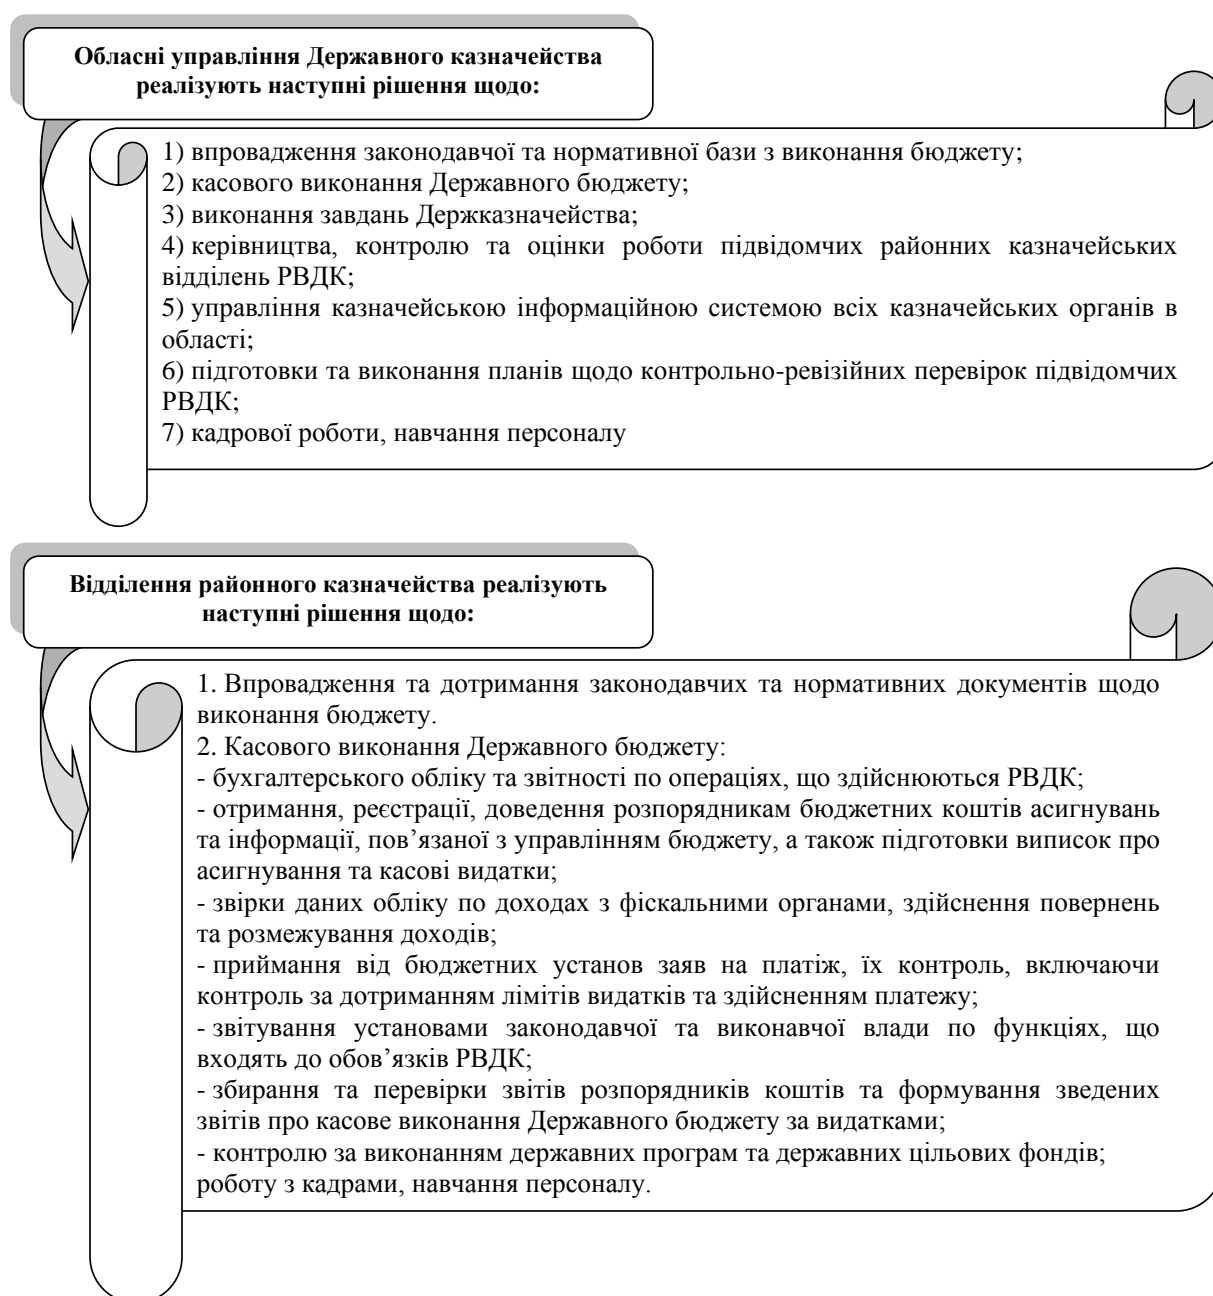 Обласні управління Державного казначейства
реалізують наступні рішення щодо:
1) впровадження законодавчої та нормативної бази з виконання бюджету;
2) касового виконання Державного бюджету;
3) виконання завдань Держказначейства;
4) керівництва, контролю та оцінки роботи підвідомчих районних казначейських
відділень РВДК;
5) управління казначейською інформаційною системою всіх казначейських органів в
області;
6) підготовки та виконання планів щодо контрольно-ревізійних перевірок підвідомчих
РВДК;
7) кадрової роботи, навчання персоналу
Відділення районного казначейства реалізують
наступні рішення щодо:
1. Впровадження та дотримання законодавчих та нормативних документів щодо
виконання бюджету.
2. Касового виконання Державного бюджету:
- бухгалтерського обліку та звітності по операціях, що здійснюються РВДК;
- отримання, реєстрації, доведення розпорядникам бюджетних коштів асигнувань
та інформації, пов’язаної з управлінням бюджету, а також підготовки виписок про
асигнування та касові видатки;
- звірки даних обліку по доходах з фіскальними органами, здійснення повернень
та розмежування доходів;
- приймання від бюджетних установ заяв на платіж, їх контроль, включаючи
контроль за дотриманням лімітів видатків та здійсненням платежу;
- звітування установами законодавчої та виконавчої влади по функціях, що
входять до обов’язків РВДК;
- збирання та перевірки звітів розпорядників коштів та формування зведених
звітів про касове виконання Державного бюджету за видатками;
- контролю за виконанням державних програм та державних цільових фондів;
роботу з кадрами, навчання персоналу.